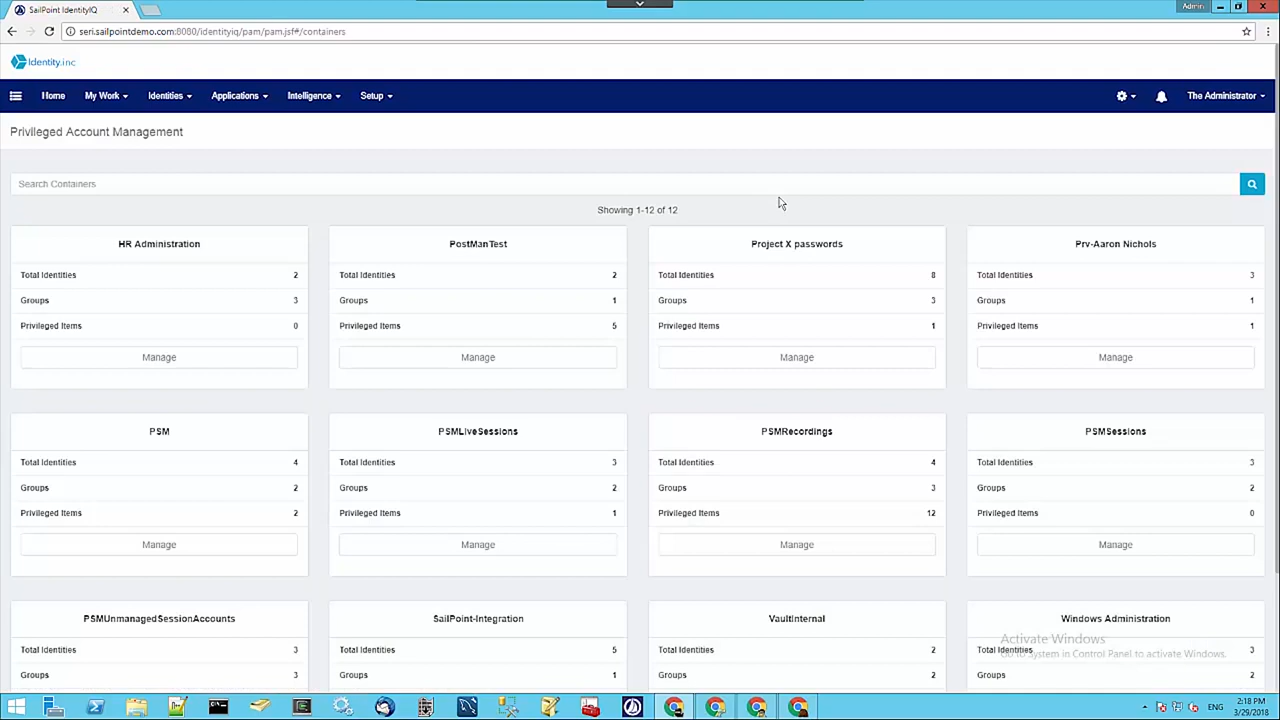 SailPoint IdentityIQ
Admin
seri.sailpointdemo.com:8080/identityiq/pam/pam.jsf#/containers
Identity.inc
Home My Work Identities Applications Intelligence Setup The Administrator
Privileged Account Management
Search Containers
Showing 1-12 of 12
HR Administration PostManTest Project X passwords Prv-Aaron Nichols
Total Identities 2 Total Identities 2 Total Identities 8 Total Identities 3
Groups 3 Groups 1 Groups 3 Groups 1
Privileged Items 0 Privileged Items 5 Privileged Items 1 Privileged Items 1
Manage Manage Manage Manage
PSM PSMLiveSessions PSMRecordings PSMSessions
Total Identities 4 Total Identities 3 Total Identities 4 Total Identities 3
Groups 2 Groups 2 Groups 3 Groups 2
Privileged Items 2 Privileged Items 1 Privileged Items 12 Privileged Items 0
Manage Manage Manage Manage
PSMUnmanagedSessionAccounts SailPoint-Integration VaultInternal Windows Administration
Activate Windows
Total Identities 3 Total Identities 5 Total Identities 2 Total Identities 3
Go to System in Control Panel to activate Windows.
Groups 3 Groups 1 Groups 2 Groups 2
ENG
2:18 PM
3/29/2018